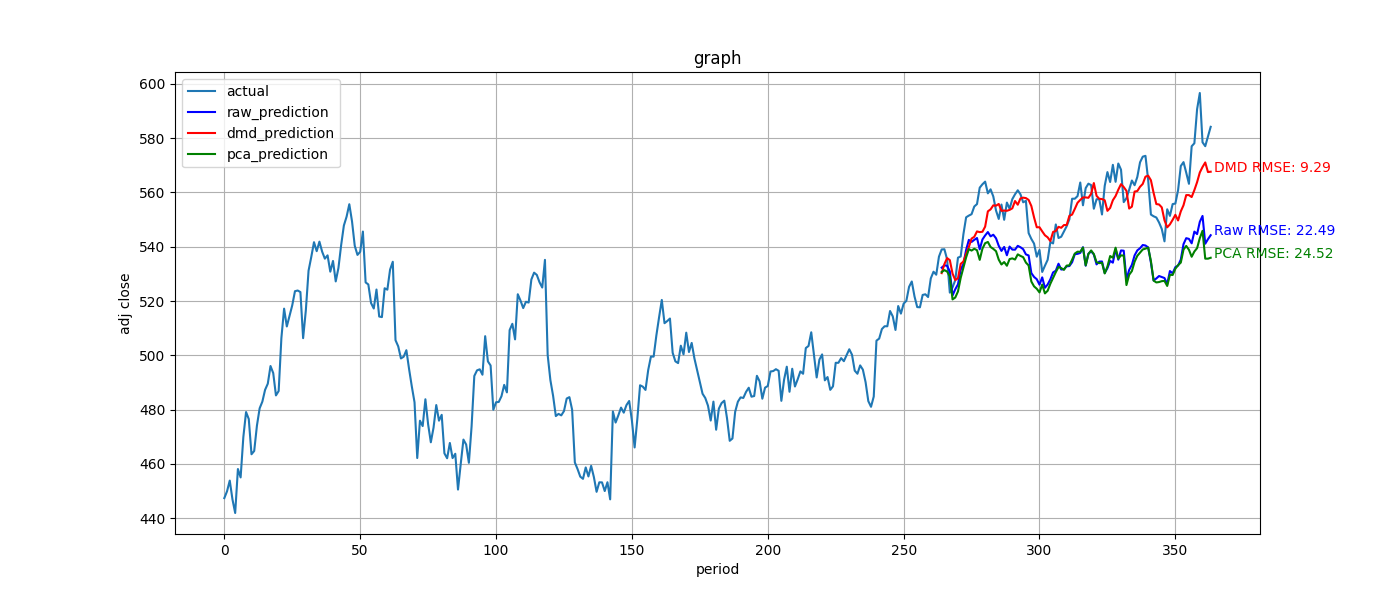 graph
actual
raw_prediction
dmd_prediction
pca_prediction
600
580
560
540
520
500
480
460
440
adj close
DMD RMSE: 9.29
Raw RMSE: 22.49
PCA RMSE: 24.52
0 50 100 150 200 250 300 350
period